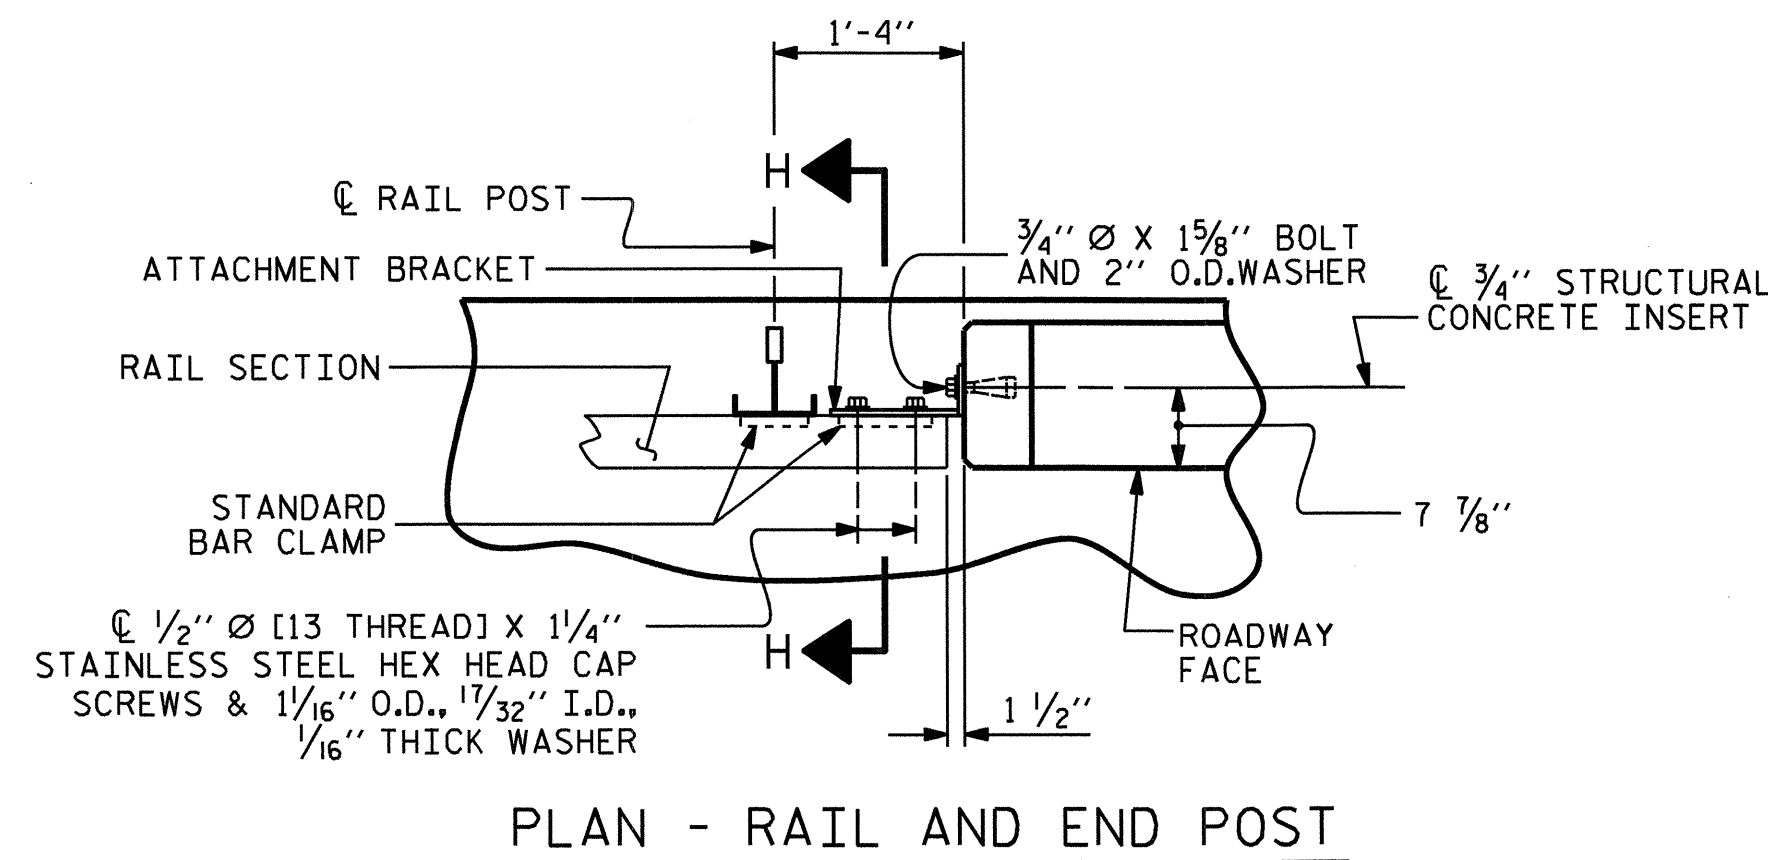 1'-4"
H
℄ RAIL POST
3/4" Ø X 1 5/8" BOLT
AND 2" O.D. WASHER
ATTACHMENT BRACKET
℄ 3/4" STRUCTURAL
CONCRETE INSERT
RAIL SECTION
STANDARD
BAR CLAMP
7 7/8"
℄ 1/2" Ø [13 THREAD] X 1 1/4"
STAINLESS STEEL HEX HEAD CAP
SCREWS & 1 1/16" O.D., 17/32" I.D.,
1/16" THICK WASHER
H
ROADWAY
FACE
1 1/2"
PLAN - RAIL AND END POST